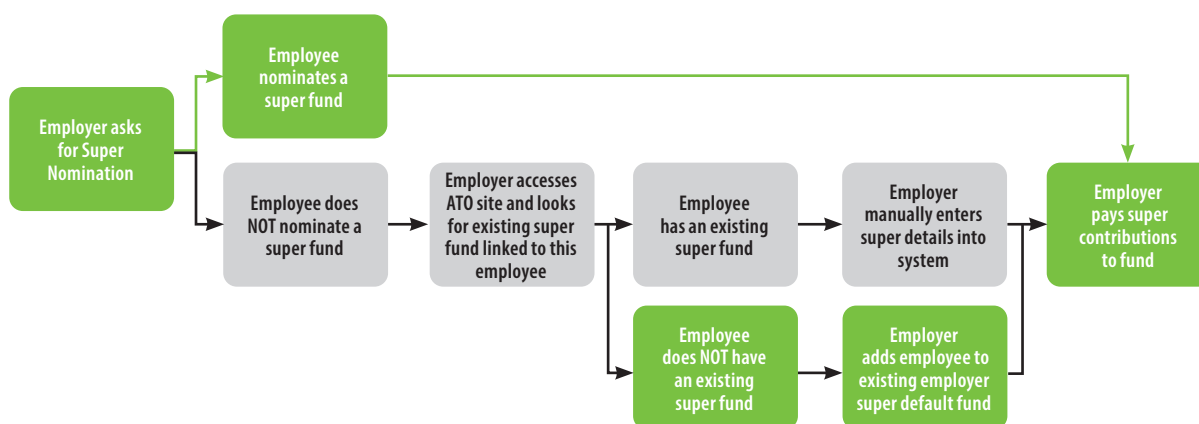 Employee
nominates a
super fund
Employer asks
for Super
Nomination
Employee does
NOT nominate a
super fund
Employer accesses
ATO site and looks
for existing super
fund linked to this
employee
Employee
has an existing
super fund
Employer
manually enters
super details into
system
Employer
pays super
contributions
to fund
Employee
does NOT have
an existing
super fund
Employer
adds employee to
existing employer
super default fund